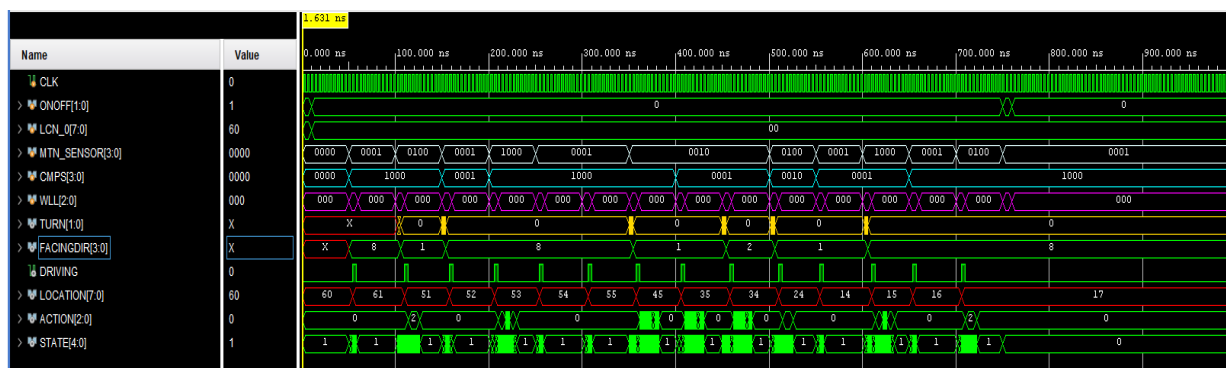 1.631 ns
Name Value 0.000 ns 100.000 ns 200.000 ns 300.000 ns 400.000 ns 500.000 ns 600.000 ns 700.000 ns 800.000 ns 900.000 ns
CLK 0
ONOFF[1:0] 1 0 0
LCN_0[7:0] 60 00
MTN_SENSOR[3:0] 0000 0000 0001 0100 0001 1000 0001 0010 0100 0001 1000 0001 0100 0001
CMPS[3:0] 0000 0000 1000 0001 1000 0001 0010 0001 1000
WLL[2:0] 000 000 000 000 000 000 000 000 000 000 000 000 000 000 000 000 000
TURN[1:0] X X 0 0 0 0 0 0
FACINGDIR[3:0] X X 8 1 8 1 2 1 8
DRIVING 0
LOCATION[7:0] 60 60 61 51 52 53 54 55 45 35 34 24 14 15 16 17
ACTION[2:0] 0 0 2 0 0 0 0 0 0 0 2 0
STATE[4:0] 1 1 1 1 1 1 1 1 1 1 1 1 1 1 1 0